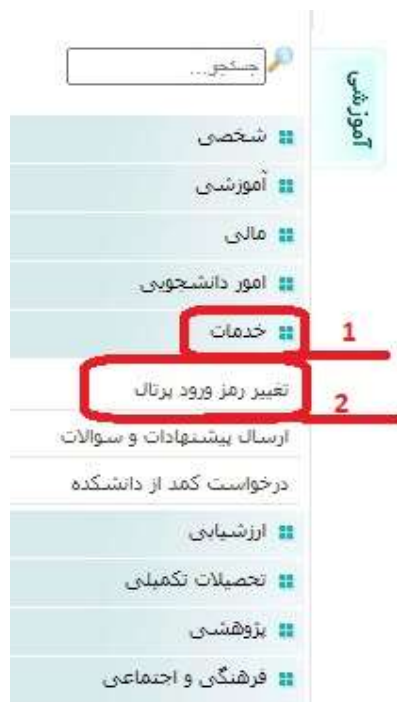 جستجو...
آموزشی
شخصی
آموزشی
مالی
امور دانشجویی
خدمات
1
تغییر رمز ورود پرتال
2
ارسال پیشنهادات و سوالات
درخواست کمد از دانشکده
ارزشیابی
تحصیلات تکمیلی
پژوهشی
فرهنگی و اجتماعی